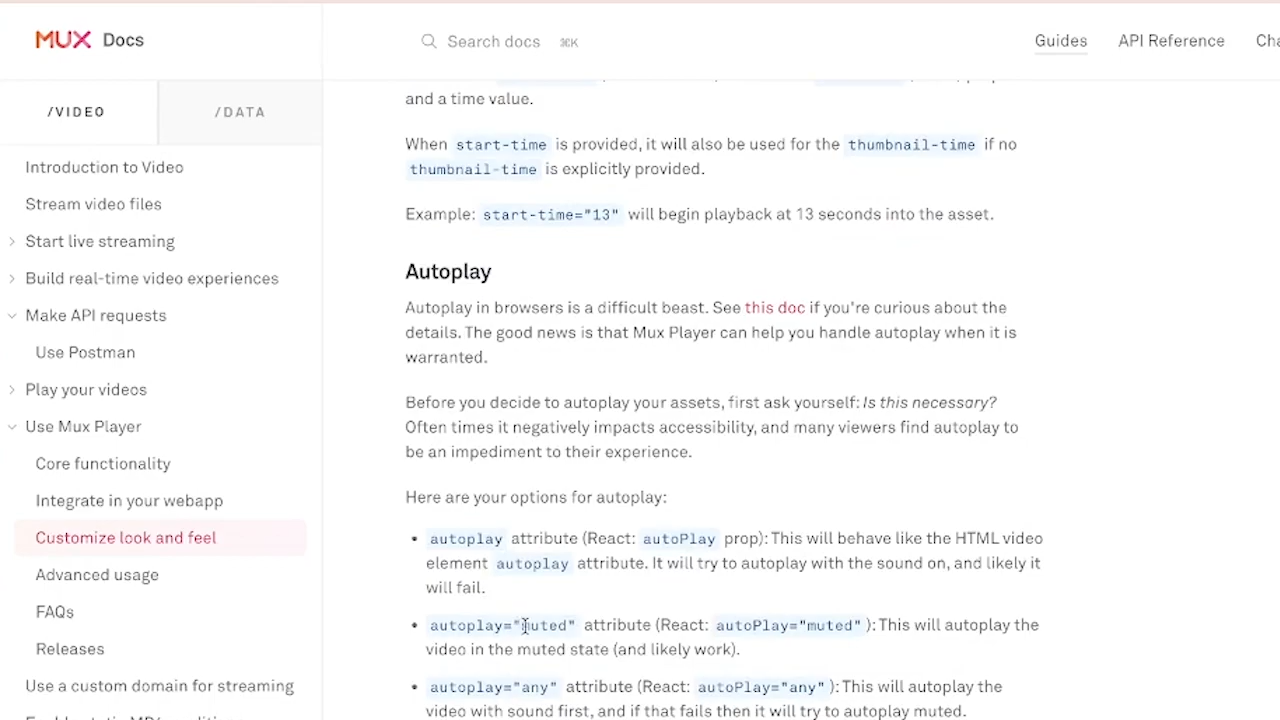 MUX Docs
Search docs ⌘K
Guides
API Reference
/VIDEO
/DATA
Introduction to Video
Stream video files
Start live streaming
Build real-time video experiences
Make API requests
Use Postman
Play your videos
Use Mux Player
Core functionality
Integrate in your webapp
Customize look and feel
Advanced usage
FAQs
Releases
Use a custom domain for streaming
and a time value.
When start-time is provided, it will also be used for the thumbnail-time if no
thumbnail-time is explicitly provided.
Example: start-time="13" will begin playback at 13 seconds into the asset.
Autoplay
Autoplay in browsers is a difficult beast. See this doc if you're curious about the
details. The good news is that Mux Player can help you handle autoplay when it is
warranted.
Before you decide to autoplay your assets, first ask yourself: Is this necessary?
Often times it negatively impacts accessibility, and many viewers find autoplay to
be an impediment to their experience.
Here are your options for autoplay:
• autoplay attribute (React: autoPlay prop): This will behave like the HTML video
element autoplay attribute. It will try to autoplay with the sound on, and likely it
will fail.
• autoplay="muted" attribute (React: autoPlay="muted" ): This will autoplay the
video in the muted state (and likely work).
• autoplay="any" attribute (React: autoPlay="any" ): This will autoplay the
video with sound first, and if that fails then it will try to autoplay muted.